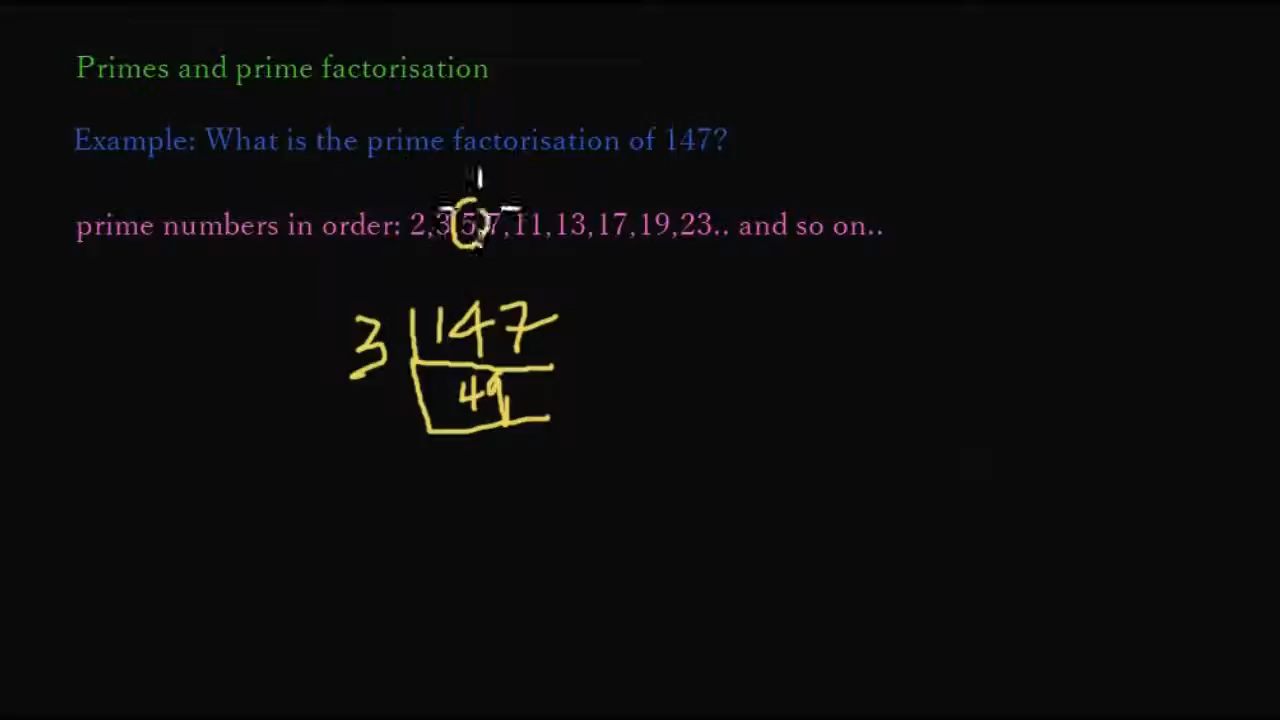 Primes and prime factorisation
Example: What is the prime factorisation of 147?
prime numbers in order: 2,3,5,7,11,13,17,19,23.. and so on..
3 147
49